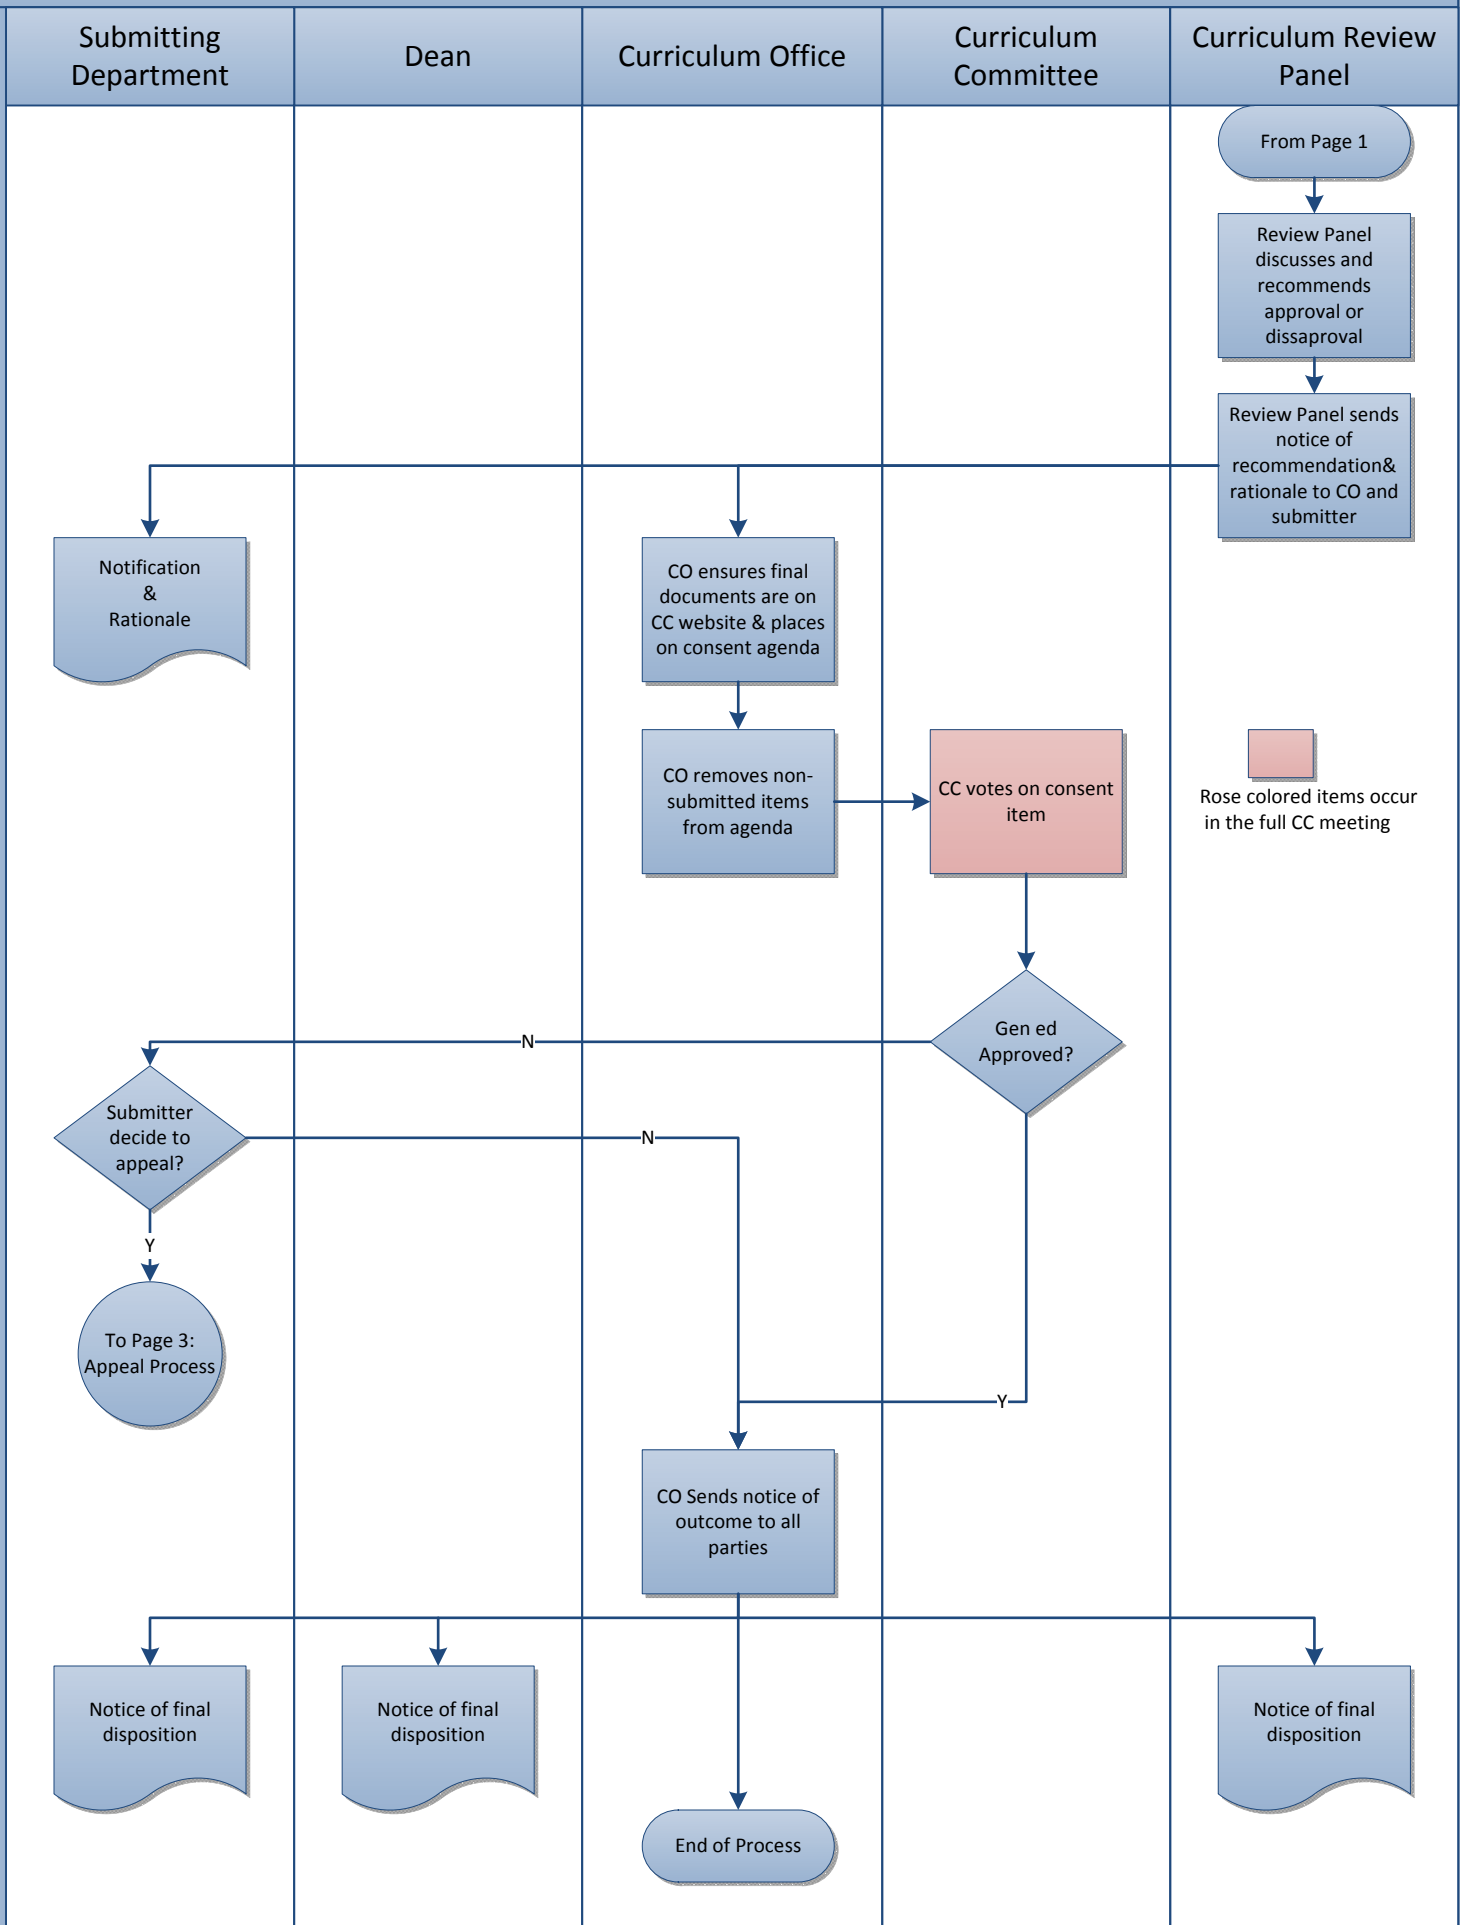 Submitting
Department
Dean
Curriculum Office
Curriculum
Committee
Curriculum Review
Panel
From Page 1
Review Panel
discusses and
recommends
approval or
dissaproval
Review Panel sends
notice of
recommendation&
rationale to CO and
submitter
Notification
&
Rationale
CO ensures final
documents are on
CC website & places
on consent agenda
CO removes non-
submitted items
from agenda
CC votes on consent
item
Rose colored items occur
in the full CC meeting
Gen ed
Approved?
N
Submitter
decide to
appeal?
N
Y
To Page 3:
Appeal Process
Y
CO Sends notice of
outcome to all
parties
Notice of final
disposition
Notice of final
disposition
Notice of final
disposition
End of Process